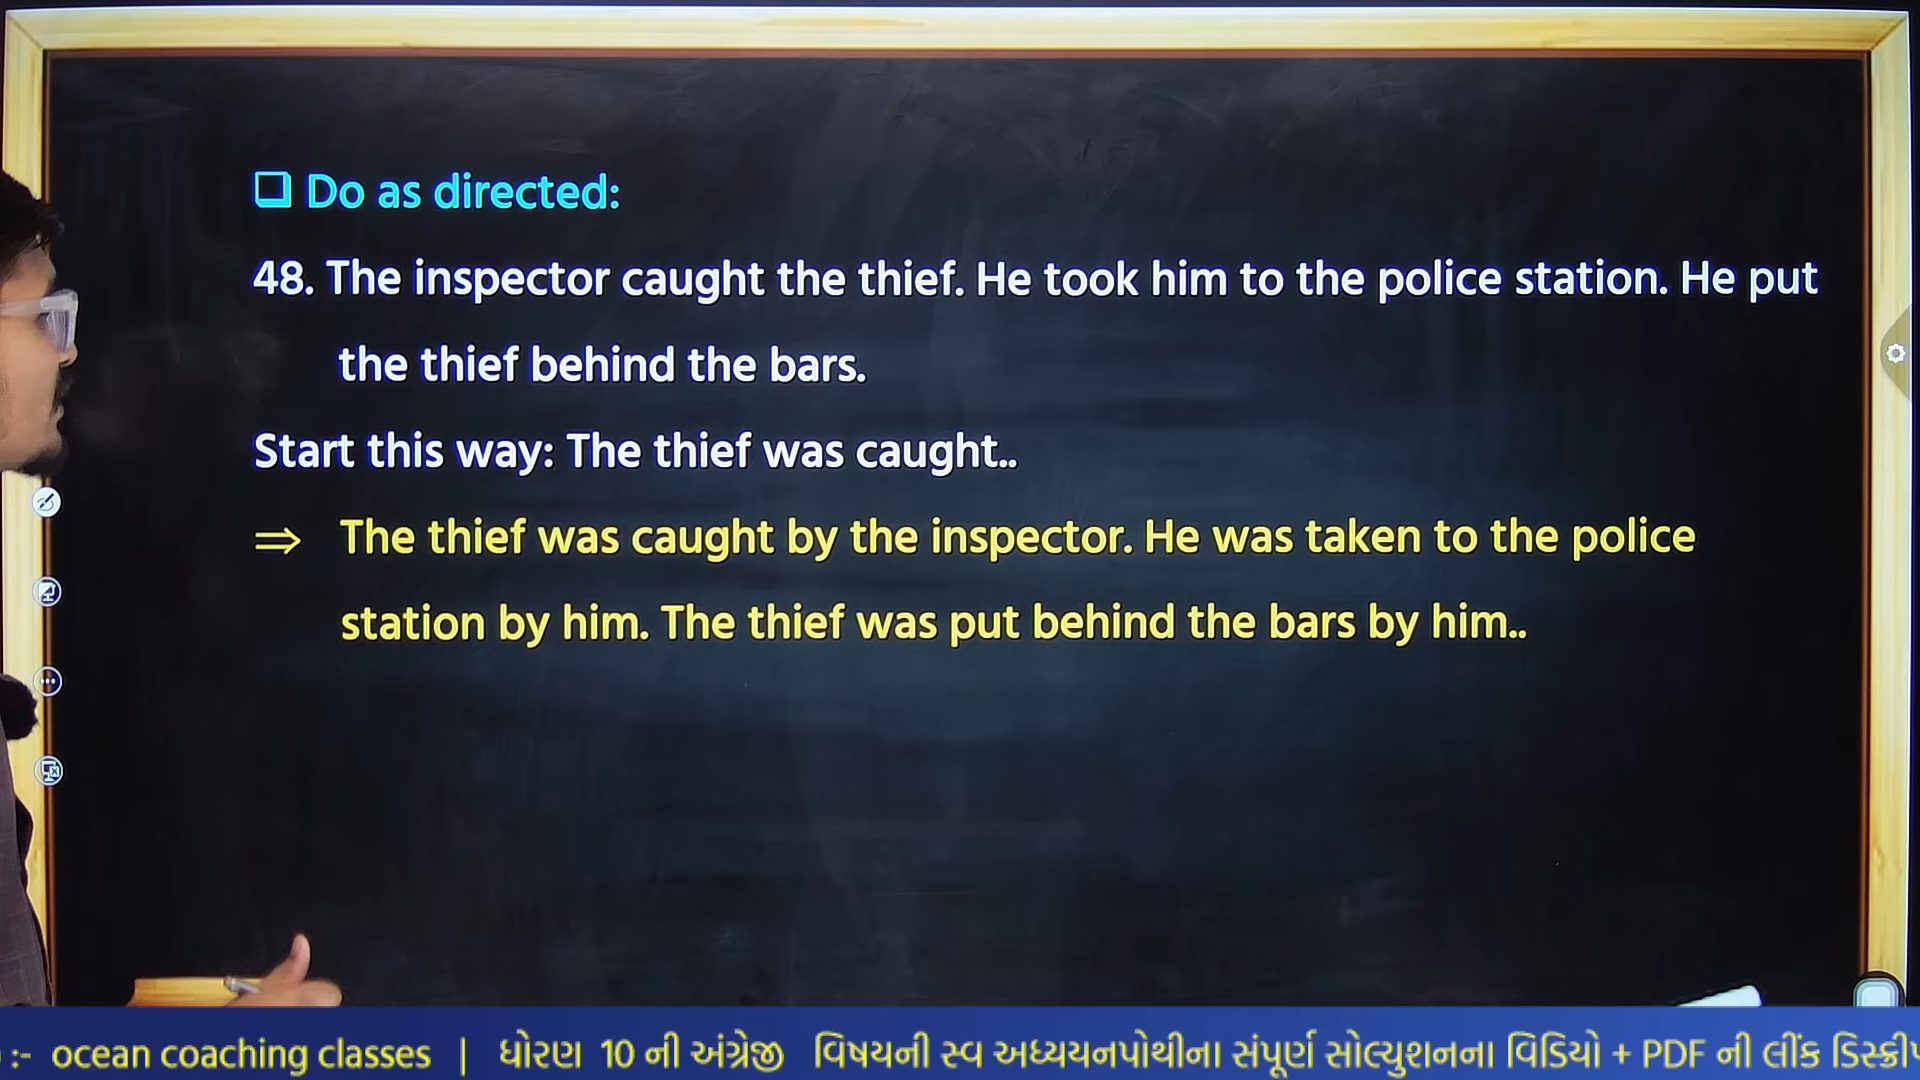 ❑ Do as directed:
48. The inspector caught the thief. He took him to the police station. He put
the thief behind the bars.
Start this way: The thief was caught..
⇒ The thief was caught by the inspector. He was taken to the police
station by him. The thief was put behind the bars by him..
:- ocean coaching classes | ધોરણ 10 ની અંગ્રેજી વિષયની સ્વ અધ્યયનપોથીના સંપૂર્ણ સોલ્યુશનના વિડિયો + PDF ની લીંક